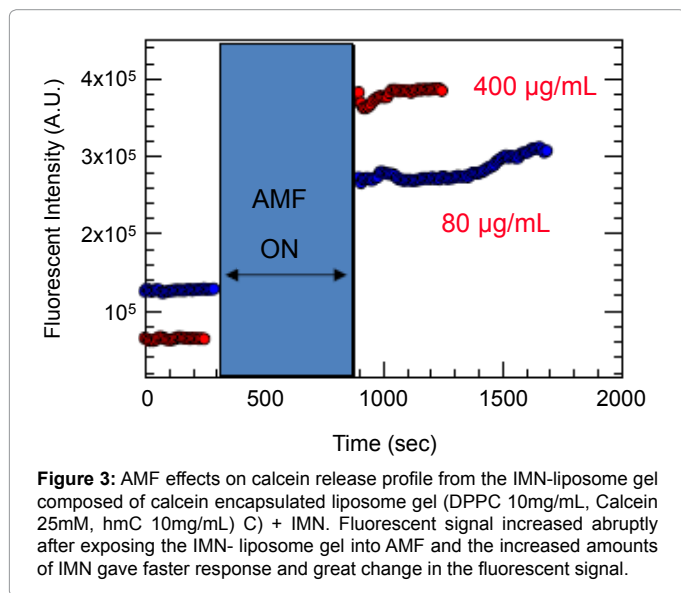 4x10⁵
400 µg/mL
3x10⁵
AMF
2x10⁵
80 µg/mL
ON
10⁵
Fluorescent Intensity (A.U.)
0 500 1000 1500 2000
Time (sec)
Figure 3: AMF effects on calcein release profile from the IMN-liposome gel
composed of calcein encapsulated liposome gel (DPPC 10mg/mL, Calcein
25mM, hmC 10mg/mL) C) + IMN. Fluorescent signal increased abruptly
after exposing the IMN- liposome gel into AMF and the increased amounts
of IMN gave faster response and great change in the fluorescent signal.